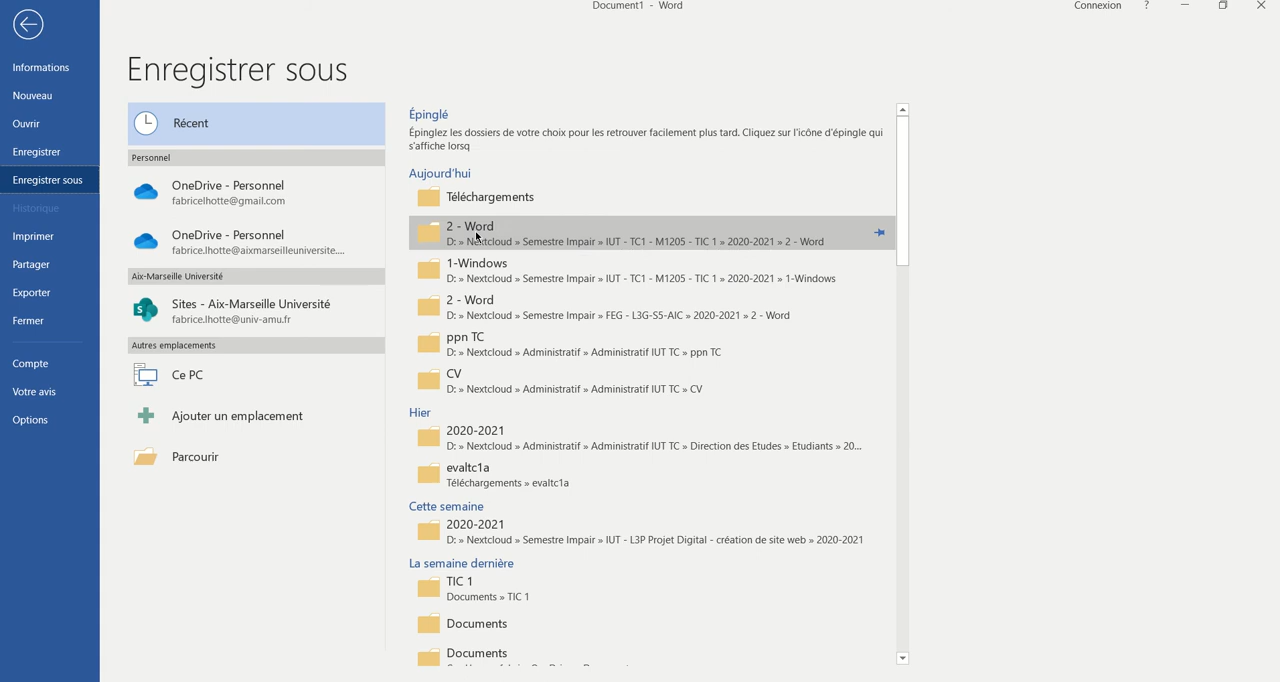 Document1 - Word
Connexion ?
Informations
Nouveau
Ouvrir
Enregistrer
Enregistrer sous
Historique
Imprimer
Partager
Exporter
Fermer
Compte
Votre avis
Options
Enregistrer sous
Récent
Personnel
OneDrive - Personnel
fabricelhotte@gmail.com
OneDrive - Personnel
fabrice.lhotte@aixmarseilleuniversite....
Aix-Marseille Université
Sites - Aix-Marseille Université
fabrice.lhotte@univ-amu.fr
Autres emplacements
Ce PC
Ajouter un emplacement
Parcourir
Épinglé
Épinglez les dossiers de votre choix pour les retrouver facilement plus tard. Cliquez sur l'icône d'épingle qui
s'affiche lorsq
Aujourd'hui
Téléchargements
2 - Word
D: » Nextcloud » Semestre Impair » IUT - TC1 - M1205 - TIC 1 » 2020-2021 » 2 - Word
1-Windows
D: » Nextcloud » Semestre Impair » IUT - TC1 - M1205 - TIC 1 » 2020-2021 » 1-Windows
2 - Word
D: » Nextcloud » Semestre Impair » FEG - L3G-S5-AIC » 2020-2021 » 2 - Word
ppn TC
D: » Nextcloud » Administratif » Administratif IUT TC » ppn TC
CV
D: » Nextcloud » Administratif » Administratif IUT TC » CV
Hier
2020-2021
D: » Nextcloud » Administratif » Administratif IUT TC » Direction des Etudes » Etudiants » 20...
evaltc1a
Téléchargements » evaltc1a
Cette semaine
2020-2021
D: » Nextcloud » Semestre Impair » IUT - L3P Projet Digital - création de site web » 2020-2021
La semaine dernière
TIC 1
Documents » TIC 1
Documents
Documents